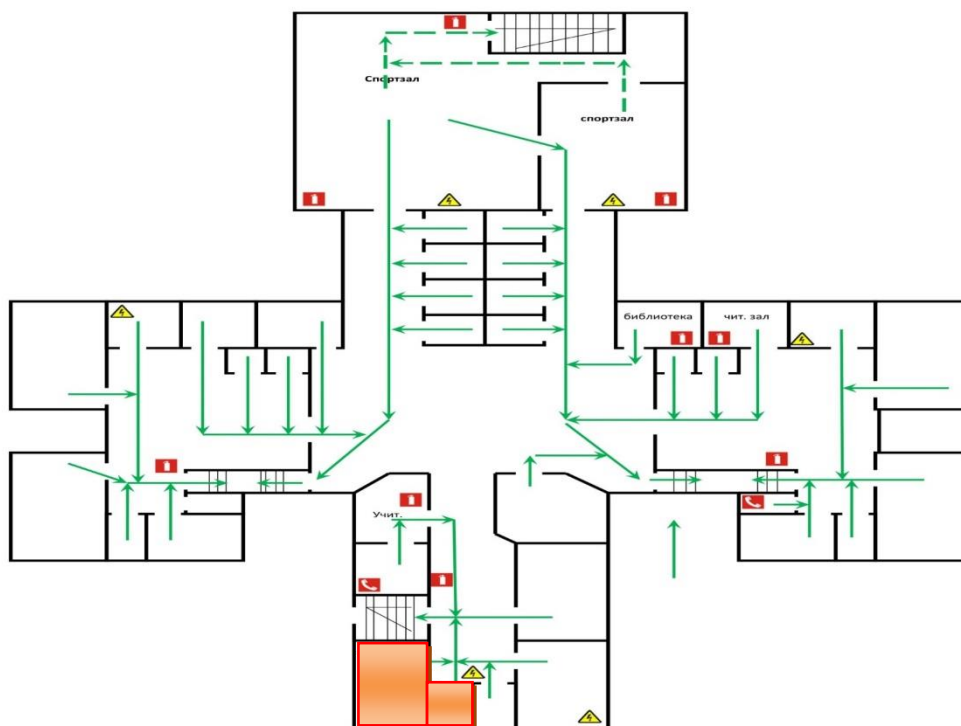 Спортзал
спортзал
библиотека
чит. зал
Учит.